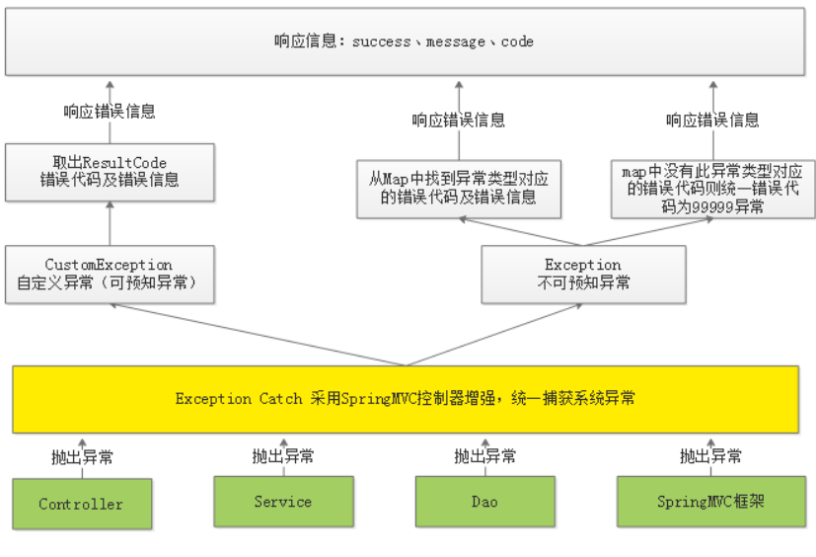 响应信息：success、message、code
响应错误信息
响应错误信息
响应错误信息
取出ResultCode
错误代码及错误信息
从Map中找到异常类型对应
的错误代码及错误信息
map中没有此异常类型对应
的错误代码则统一错误代
码为99999异常
CustomException
自定义异常（可预知异常）
Exception
不可预知异常
Exception Catch 采用SpringMVC控制器增强，统一捕获系统异常
抛出异常
抛出异常
抛出异常
抛出异常
Controller
Service
Dao
SpringMVC框架